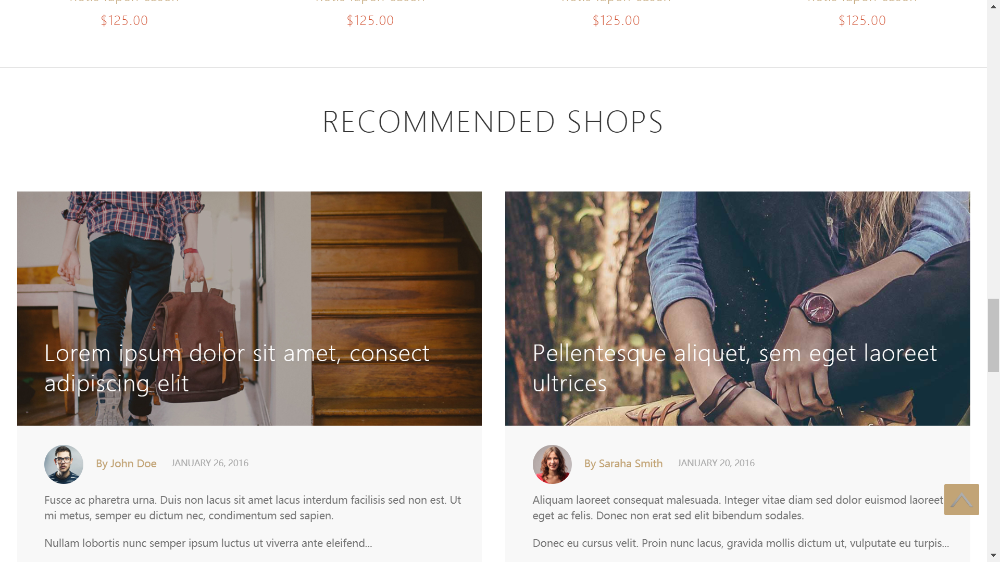 $125.00 $125.00 $125.00 $125.00
RECOMMENDED SHOPS
Lorem ipsum dolor sit amet, consect
adipiscing elit
By John Doe JANUARY 26, 2016
Fusce ac pharetra urna. Duis non lacus sit amet lacus interdum facilisis sed non est. Ut
mi metus, semper eu dictum nec, condimentum sed sapien.
Nullam lobortis nunc semper ipsum luctus ut viverra ante eleifend...
Pellentesque aliquet, sem eget laoreet
ultrices
By Saraha Smith JANUARY 20, 2016
Aliquam laoreet consequat malesuada. Integer vitae diam sed dolor euismod laoreet
eget ac felis. Donec non erat sed elit bibendum sodales.
Donec eu cursus velit. Proin nunc lacus, gravida mollis dictum ut, vulputate eu turpis...